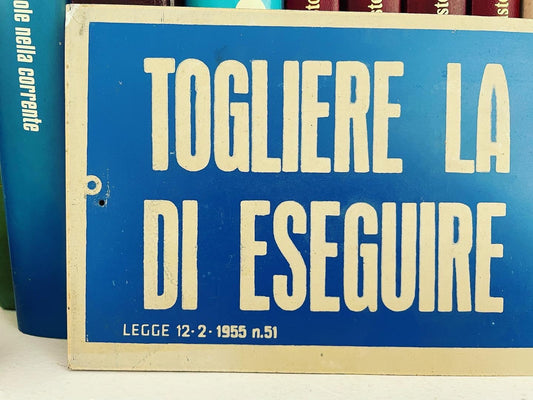 ole nella corrente
TOGLIERE LA
DI ESEGUIRE
LEGGE 12-2-1955 n.51